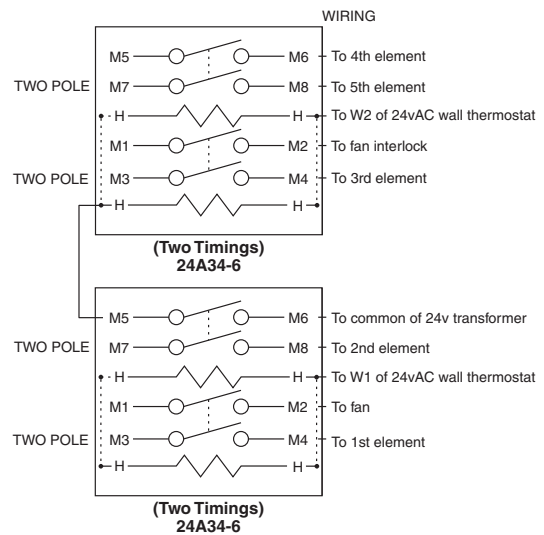 WIRING
M5 M6 To 4th element
TWO POLE M7 M8 To 5th element
H H To W2 of 24vAC wall thermostat
M1 M2 To fan interlock
TWO POLE M3 M4 To 3rd element
H H
(Two Timings)
24A34-6
M5 M6 To common of 24v transformer
TWO POLE M7 M8 To 2nd element
H H To W1 of 24vAC wall thermostat
M1 M2 To fan
TWO POLE M3 M4 To 1st element
H H
(Two Timings)
24A34-6